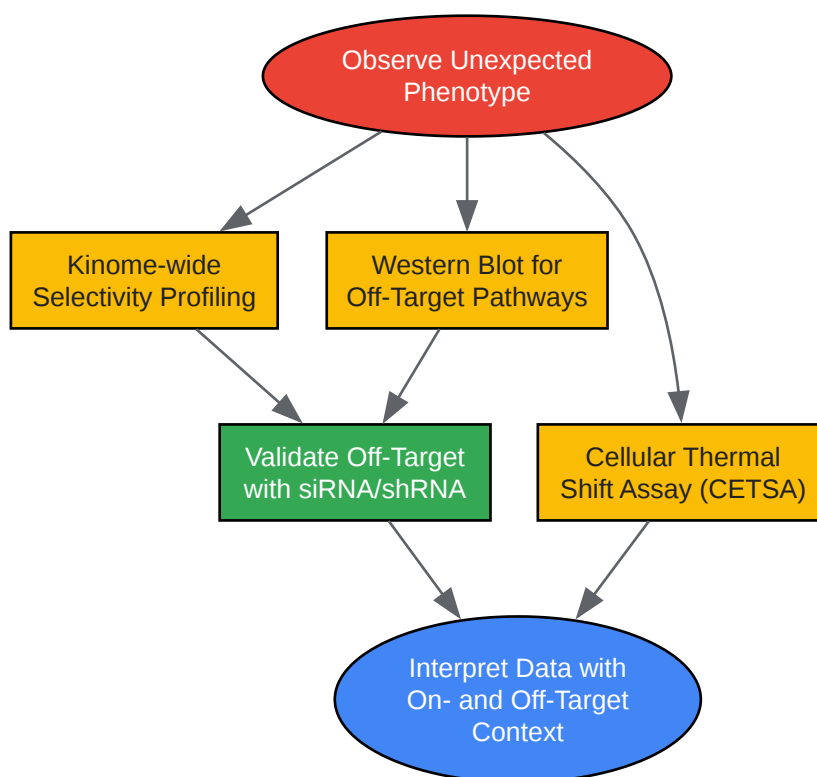 Observe Unexpected
Phenotype
Kinome-wide
Selectivity Profiling
Western Blot for
Off-Target Pathways
Validate Off-Target
with siRNA/shRNA
Cellular Thermal
Shift Assay (CETSA)
Interpret Data with
On- and Off-Target
Context